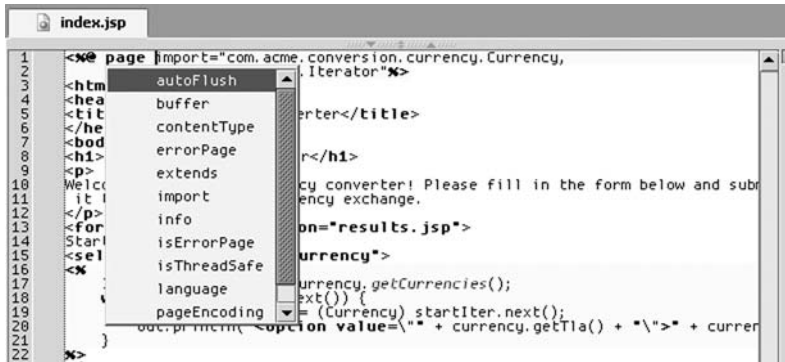 index.jsp
1 <%@ page import="com.acme.conversion.currency.Currency,
2 .Iterator"%>
3 <htm
4 <hea
5 <tit erter</title>
6 </he
7 <bod
8 <h1> r</h1>
9 <p>
10 Welco cy converter! Please fill in the form below and subm
11 it ency exchange.
12 </p>
13 <for on="results.jsp">
14 Start
15 <sel urrency">
16 <%
17 urrency.getCurrencies();
18 ext()) {
19 = (Currency) startIter.next();
20 out.println( "<option value=\"" + currency.getTla() + "\">" + curren
21 }
22 %>
autoFlush
buffer
contentType
errorPage
extends
import
info
isErrorPage
isThreadSafe
language
pageEncoding